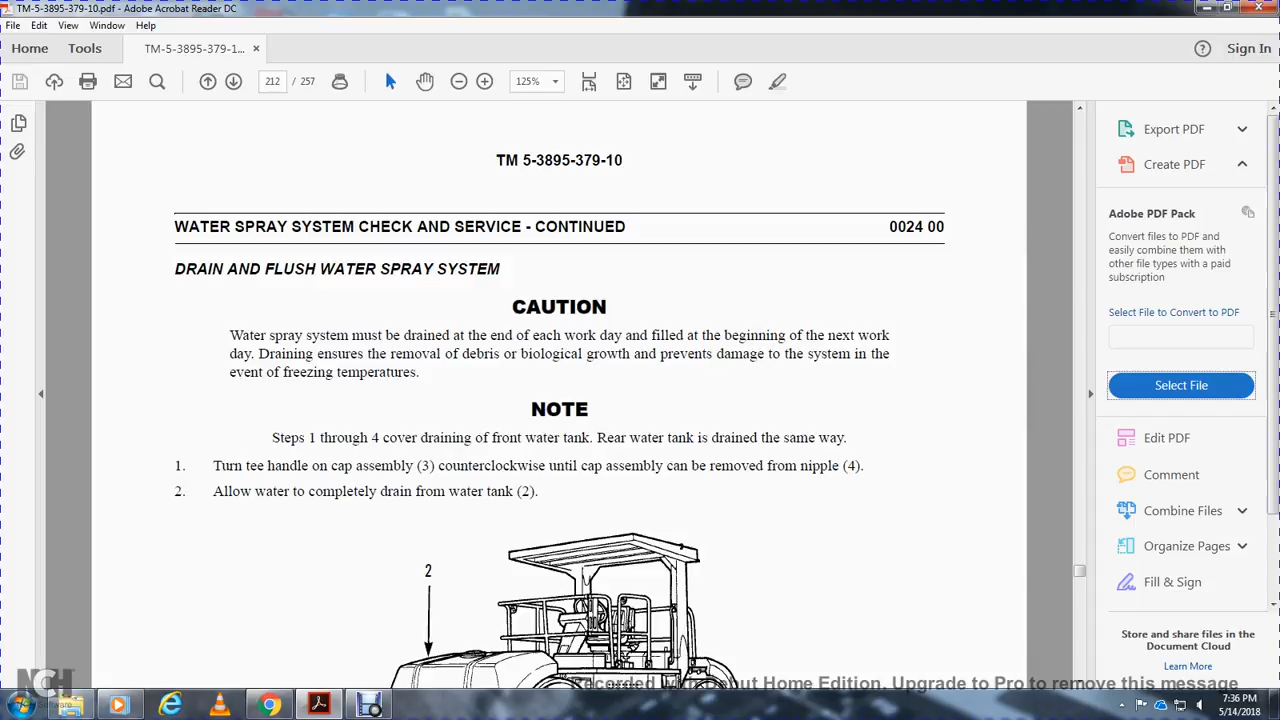 TM-5-3895-379-10.pdf - Adobe Acrobat Reader DC
File Edit View Window Help
Home Tools TM-5-3895-379-1... × Sign In
212 / 257 125%
TM 5-3895-379-10
WATER SPRAY SYSTEM CHECK AND SERVICE - CONTINUED 0024 00
DRAIN AND FLUSH WATER SPRAY SYSTEM
CAUTION
Water spray system must be drained at the end of each work day and filled at the beginning of the next work
day. Draining ensures the removal of debris or biological growth and prevents damage to the system in the
event of freezing temperatures.
NOTE
Steps 1 through 4 cover draining of front water tank. Rear water tank is drained the same way.
1. Turn tee handle on cap assembly (3) counterclockwise until cap assembly can be removed from nipple (4).
2. Allow water to completely drain from water tank (2).
2
Export PDF
Create PDF
Adobe PDF Pack
Convert files to PDF and
easily combine them with
other file types with a paid
subscription
Select File to Convert to PDF
Select File
Edit PDF
Comment
Combine Files
Organize Pages
Fill & Sign
Store and share files in the
Document Cloud
Learn More
NCH
Software
Home Edition. Upgrade to Pro to remove this message
7:36 PM
5/14/2018